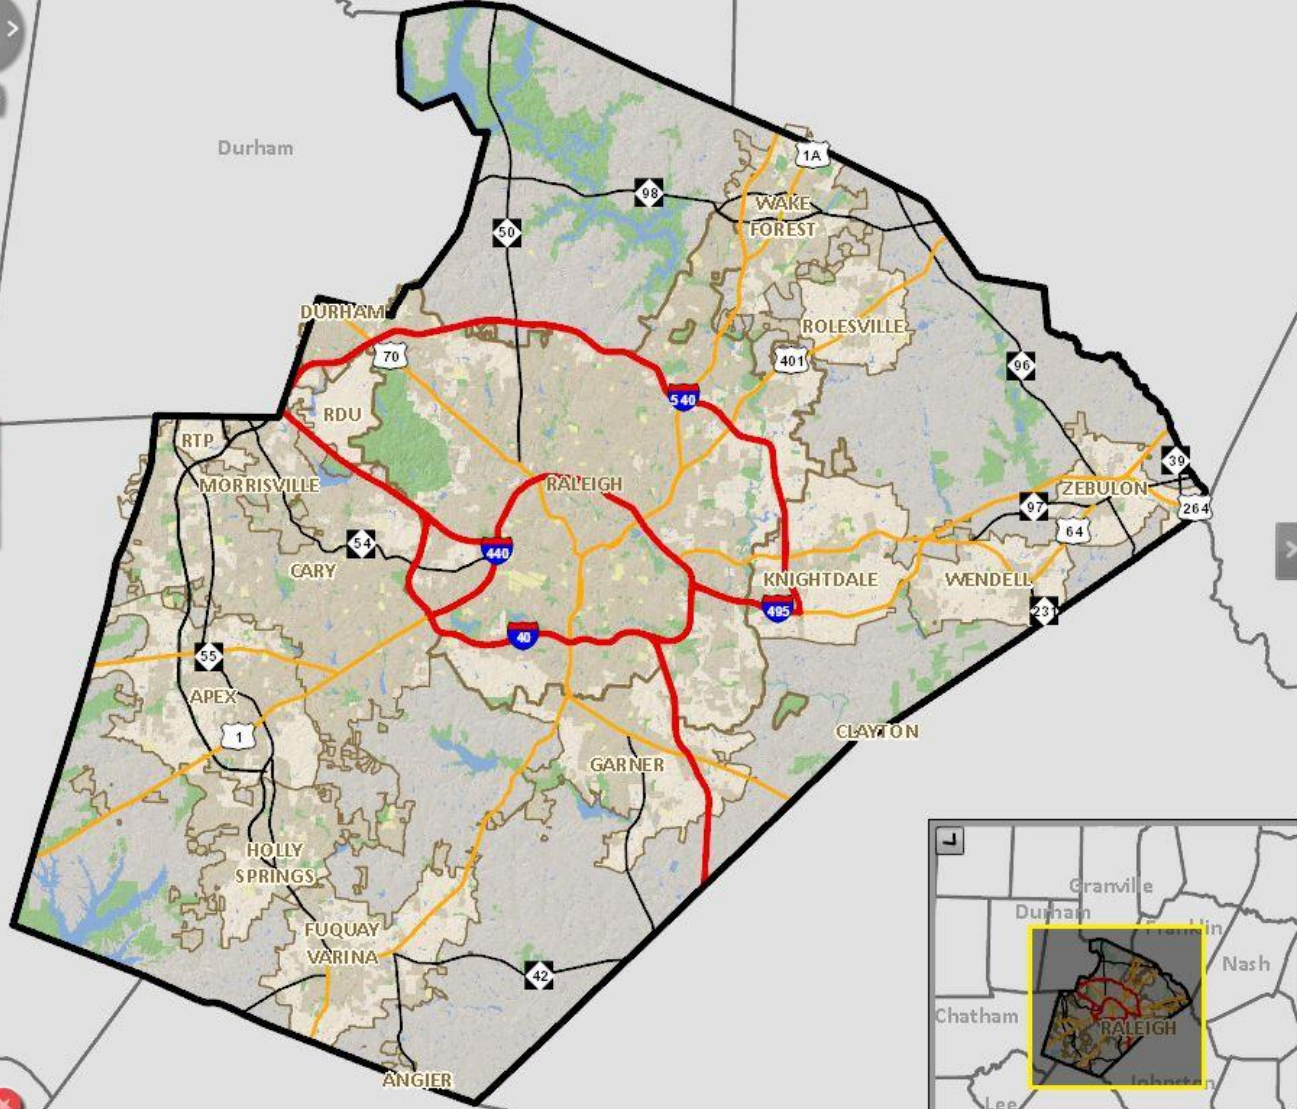 Durham
1A
98
WAKE
FOREST
50
DURHAM
ROLESVILLE
70
401
96
540
RDU
RTP
39
MORRISVILLE
RALEIGH
ZEBULON
97
264
64
54
440
CARY
KNIGHTDALE
WENDELL
495
231
40
55
APEX
1
CLAYTON
GARNER
HOLLY
SPRINGS
FUQUAY
VARINA
42
ANGIER
Granville
Durham
Franklin
Nash
Chatham
RALEIGH
Johnston
Lee